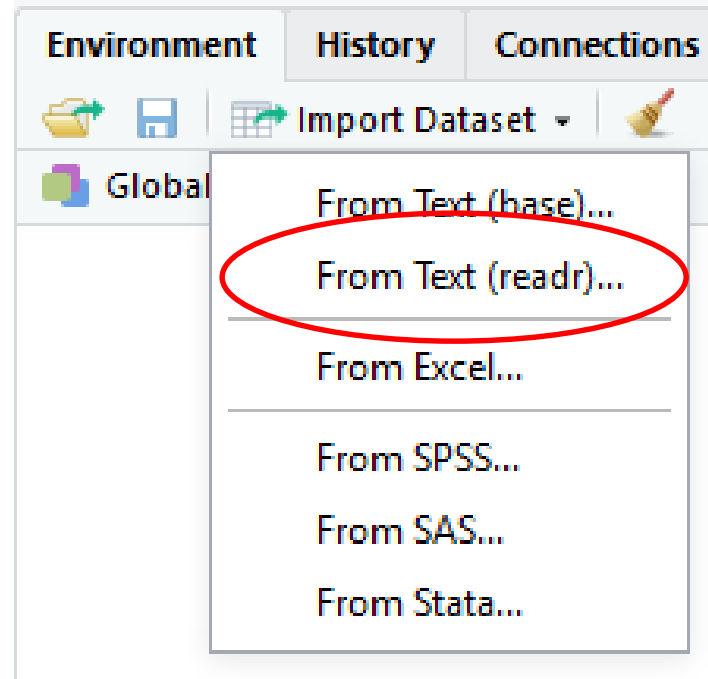 Environment History Connections
Import Dataset
Global
From Text (base)...
From Text (readr)...
From Excel...
From SPSS...
From SAS...
From Stata...